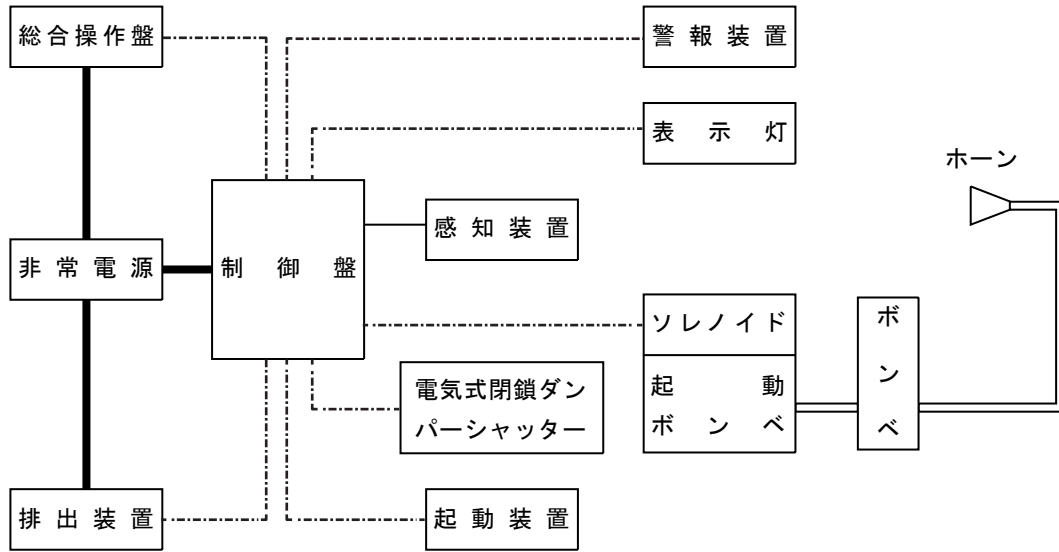 総合操作盤
警報装置
表示灯
ホーン
感知装置
非常電源
制御盤
ソレノイド
起動
ボンベ
ボンベ
電気式閉鎖ダン
パーシャッター
排出装置
起動装置